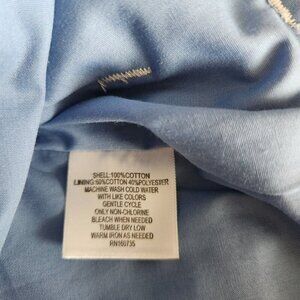 SHELL:100%COTTON
LINING:60%COTTON 40%POLYESTER
MACHINE WASH COLD WATER
WITH LIKE COLORS
GENTLE CYCLE
ONLY NON-CHLORINE
BLEACH WHEN NEEDED
TUMBLE DRY LOW
WARM IRON AS NEEDED
RN160735